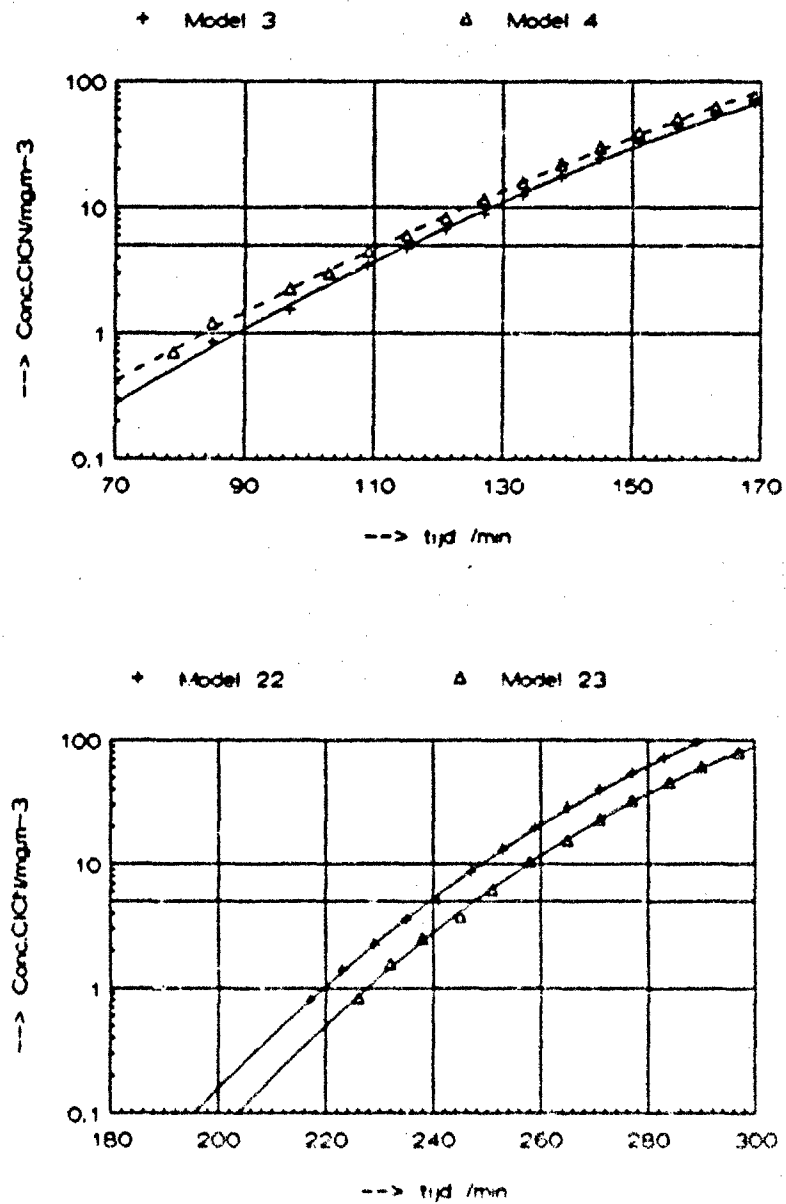 + Model 3 Δ Model 4
--> Conc.ClCN/mg.m-3
100
10
1
0.1
70 90 110 130 150 170
--> tijd /min
+ Model 22 Δ Model 23
--> Conc.ClCN/mg.m-3
100
10
1
0.1
180 200 220 240 260 280 300
--> tijd /min